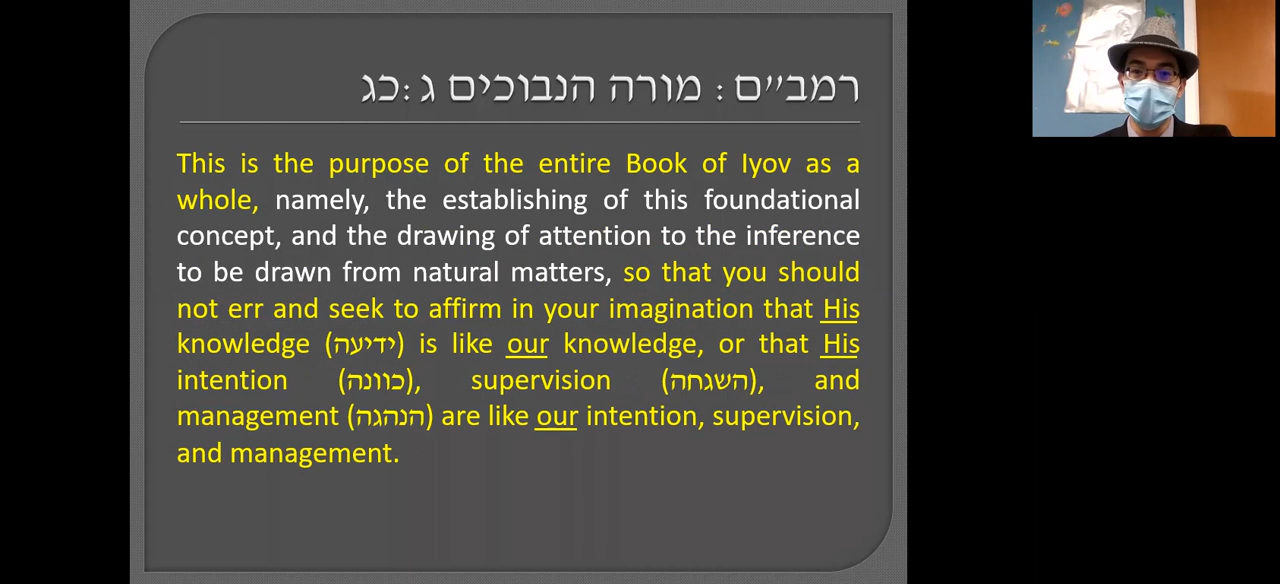 רמב״ם : מורה הנבוכים ג :כג
This is the purpose of the entire Book of Iyov as a
whole, namely, the establishing of this foundational
concept, and the drawing of attention to the inference
to be drawn from natural matters, so that you should
not err and seek to affirm in your imagination that His
knowledge (ידיעה) is like our knowledge, or that His
intention (כוונה), supervision (השגחה), and
management (הנהגה) are like our intention, supervision,
and management.